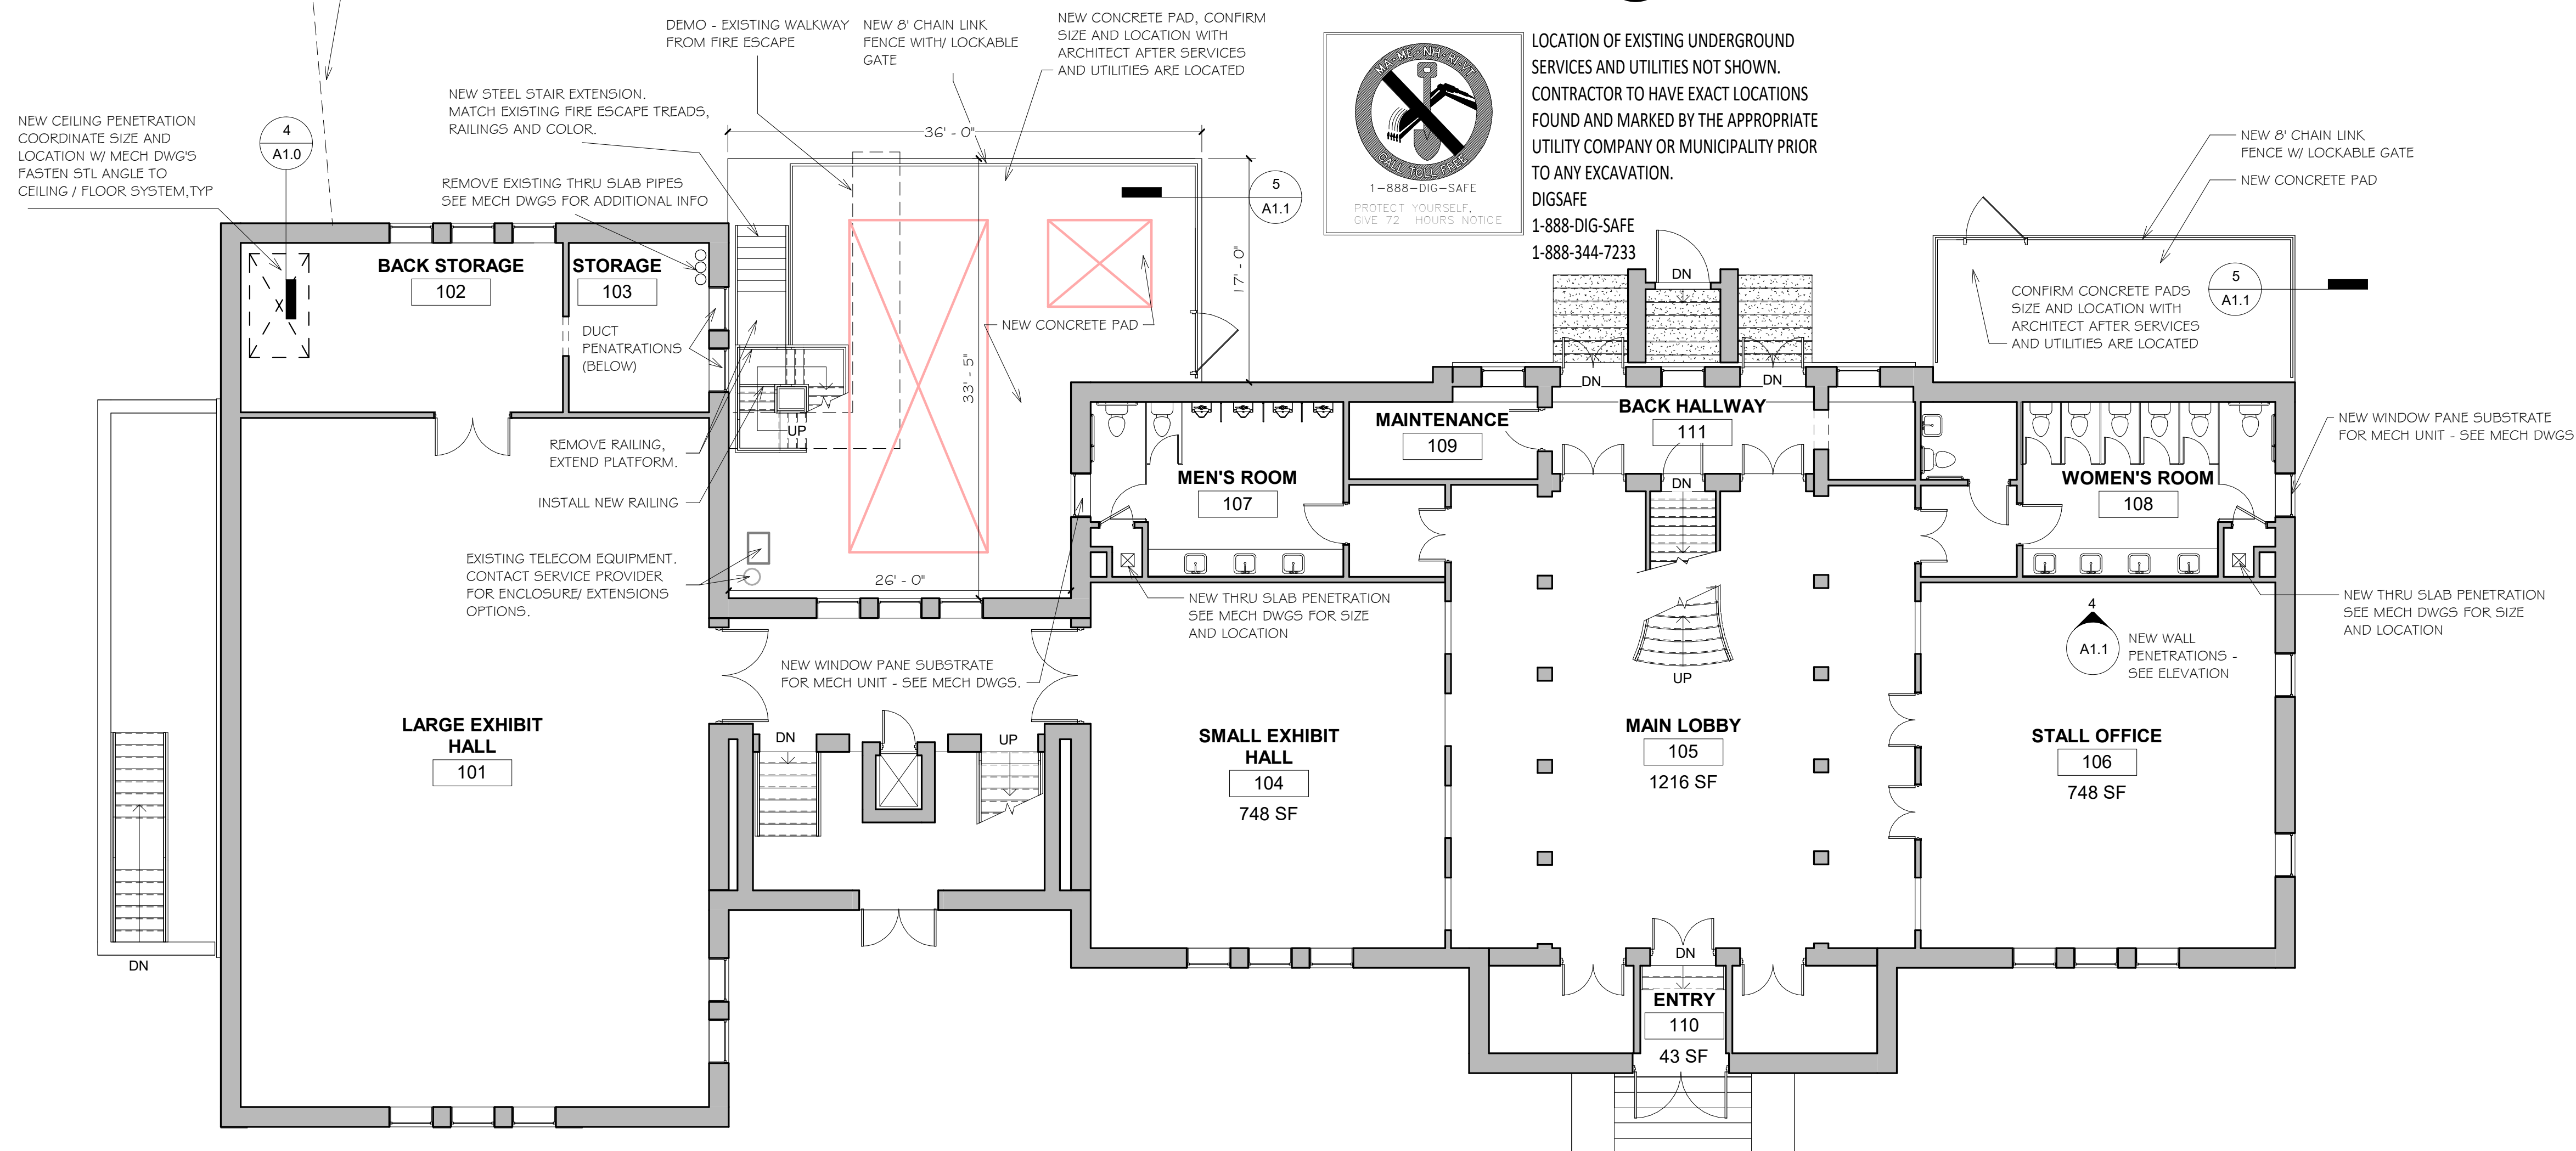 DEMO - EXISTING WALKWAY
FROM FIRE ESCAPE
NEW 8' CHAIN LINK
FENCE WITH/ LOCKABLE
GATE
NEW CONCRETE PAD, CONFIRM
SIZE AND LOCATION WITH
ARCHITECT AFTER SERVICES
AND UTILITIES ARE LOCATED
MA-ME-NH-RI-VT
CALL TOLL FREE
1-888-DIG-SAFE
PROTECT YOURSELF,
GIVE 72 HOURS NOTICE
LOCATION OF EXISTING UNDERGROUND
SERVICES AND UTILITIES NOT SHOWN.
CONTRACTOR TO HAVE EXACT LOCATIONS
FOUND AND MARKED BY THE APPROPRIATE
UTILITY COMPANY OR MUNICIPALITY PRIOR
TO ANY EXCAVATION.
DIGSAFE
1-888-DIG-SAFE
1-888-344-7233
NEW CEILING PENETRATION
COORDINATE SIZE AND
LOCATION W/ MECH DWG'S
FASTEN STL ANGLE TO
CEILING / FLOOR SYSTEM,TYP
4
A1.0
NEW STEEL STAIR EXTENSION.
MATCH EXISTING FIRE ESCAPE TREADS,
RAILINGS AND COLOR.
REMOVE EXISTING THRU SLAB PIPES
SEE MECH DWGS FOR ADDITIONAL INFO
36' - 0"
5
A1.1
17' - 0"
NEW 8' CHAIN LINK
FENCE W/ LOCKABLE GATE
NEW CONCRETE PAD
BACK STORAGE
102
X
STORAGE
103
DUCT
PENATRATIONS
(BELOW)
NEW CONCRETE PAD
33' - 5"
DN
CONFIRM CONCRETE PADS
SIZE AND LOCATION WITH
ARCHITECT AFTER SERVICES
AND UTILITIES ARE LOCATED
5
A1.1
UP
REMOVE RAILING,
EXTEND PLATFORM.
INSTALL NEW RAILING
EXISTING TELECOM EQUIPMENT.
CONTACT SERVICE PROVIDER
FOR ENCLOSURE/ EXTENSIONS
OPTIONS.
26' - 0"
MEN'S ROOM
107
MAINTENANCE
109
DN
DN
BACK HALLWAY
111
DN
WOMEN'S ROOM
108
NEW WINDOW PANE SUBSTRATE
FOR MECH UNIT - SEE MECH DWGS
NEW THRU SLAB PENETRATION
SEE MECH DWGS FOR SIZE
AND LOCATION
NEW THRU SLAB PENETRATION
SEE MECH DWGS FOR SIZE
AND LOCATION
NEW WINDOW PANE SUBSTRATE
FOR MECH UNIT - SEE MECH DWGS.
UP
4
A1.1
NEW WALL
PENETRATIONS -
SEE ELEVATION
LARGE EXHIBIT
HALL
101
DN
UP
SMALL EXHIBIT
HALL
104
748 SF
MAIN LOBBY
105
1216 SF
STALL OFFICE
106
748 SF
DN
DN
ENTRY
110
43 SF